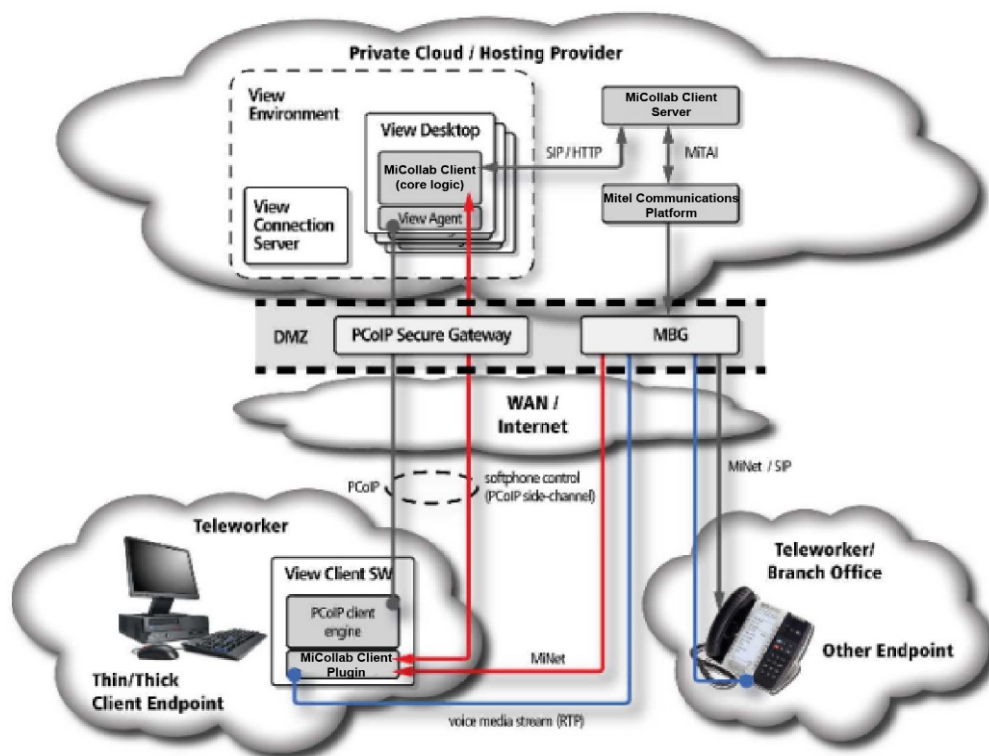 Private Cloud / Hosting Provider
View
Environment
View Desktop
MiCollab Client
(core logic)
View Agent
View
Connection
Server
SIP / HTTP
MiCollab Client
Server
MiTAI
Mitel Communications
Platform
DMZ
PCoIP Secure Gateway
MBG
WAN /
Internet
PCoIP
softphone control
(PCoIP side-channel)
MiNet / SIP
Teleworker
View Client SW
PCoIP client
engine
MiCollab Client
Plugin
Thin/Thick
Client Endpoint
MiNet
voice media stream (RTP)
Teleworker/
Branch Office
Other Endpoint